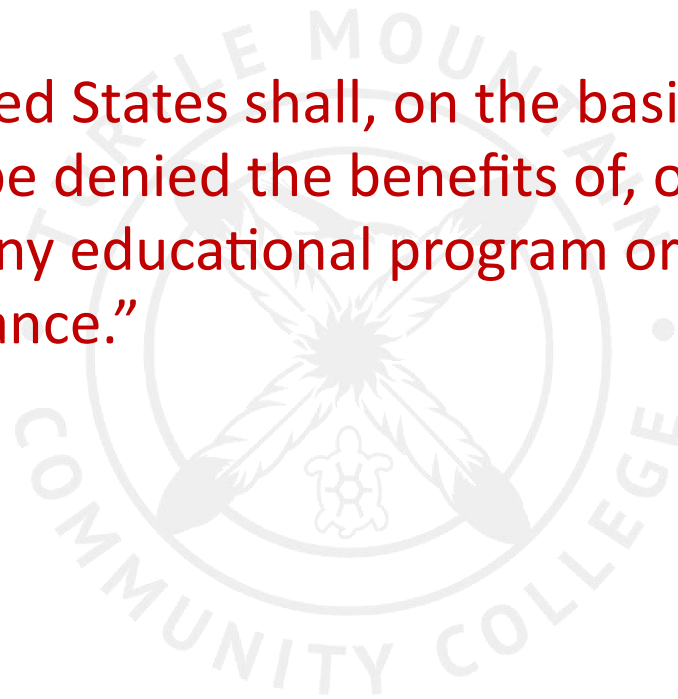 ed States shall, on the basi
be denied the benefits of, o
ny educational program or
ance.”
TURTLE MOUNTAIN
COMMUNITY COLLEGE